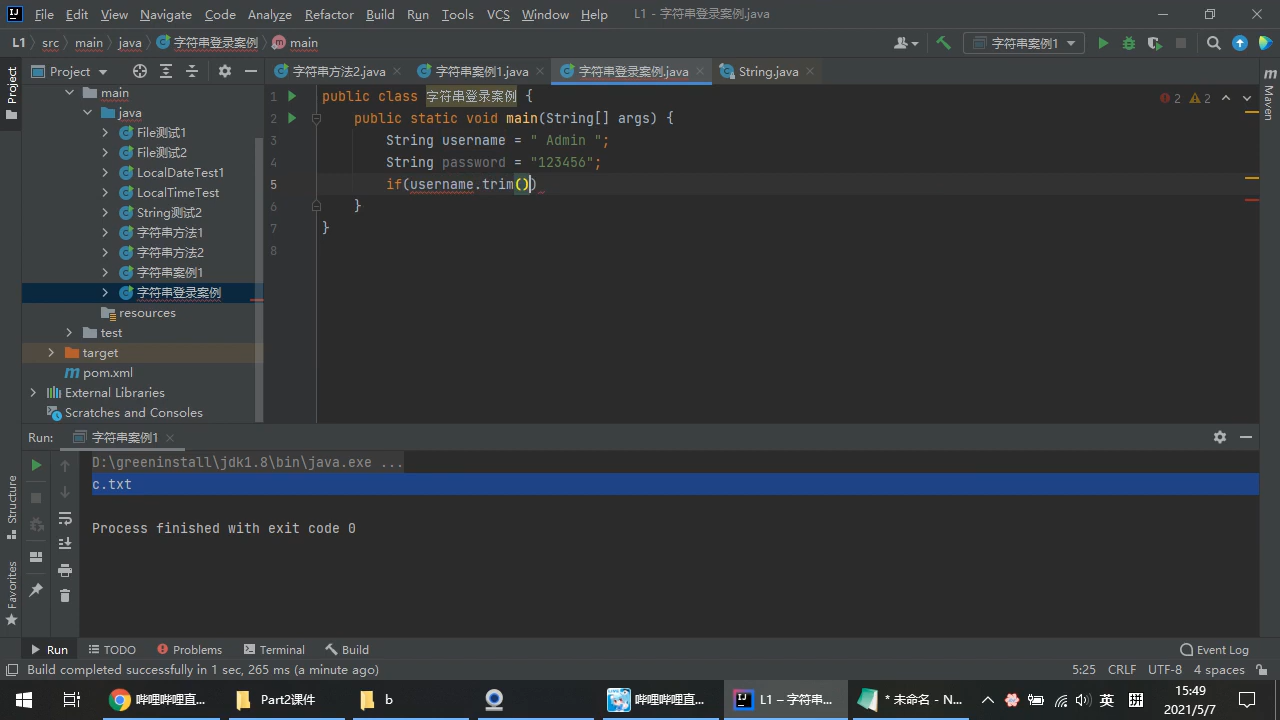 File Edit View Navigate Code Analyze Refactor Build Run Tools VCS Window Help L1 - 字符串登录案例.java
L1 src main java 字符串登录案例 main 字符串案例1
Project 字符串方法2.java 字符串案例1.java 字符串登录案例.java String.java
main
java
File测试1
File测试2
LocalDateTest1
LocalTimeTest
String测试2
字符串方法1
字符串方法2
字符串案例1
字符串登录案例
resources
test
target
pom.xml
External Libraries
Scratches and Consoles
1 public class 字符串登录案例 {
2 public static void main(String[] args) {
3 String username = " Admin ";
4 String password = "123456";
5 if(username.trim())
6 }
7 }
8
2 2
Project
Maven
Structure
Favorites
Run: 字符串案例1
D:\greeninstall\jdk1.8\bin\java.exe ...
c.txt
Process finished with exit code 0
Run TODO Problems Terminal Build Event Log
Build completed successfully in 1 sec, 265 ms (a minute ago) 5:25 CRLF UTF-8 4 spaces
哔哩哔哩直... Part2课件 b 哔哩哔哩直... L1 – 字符串... * 未命名 - N... 英 拼 15:49
2021/5/7